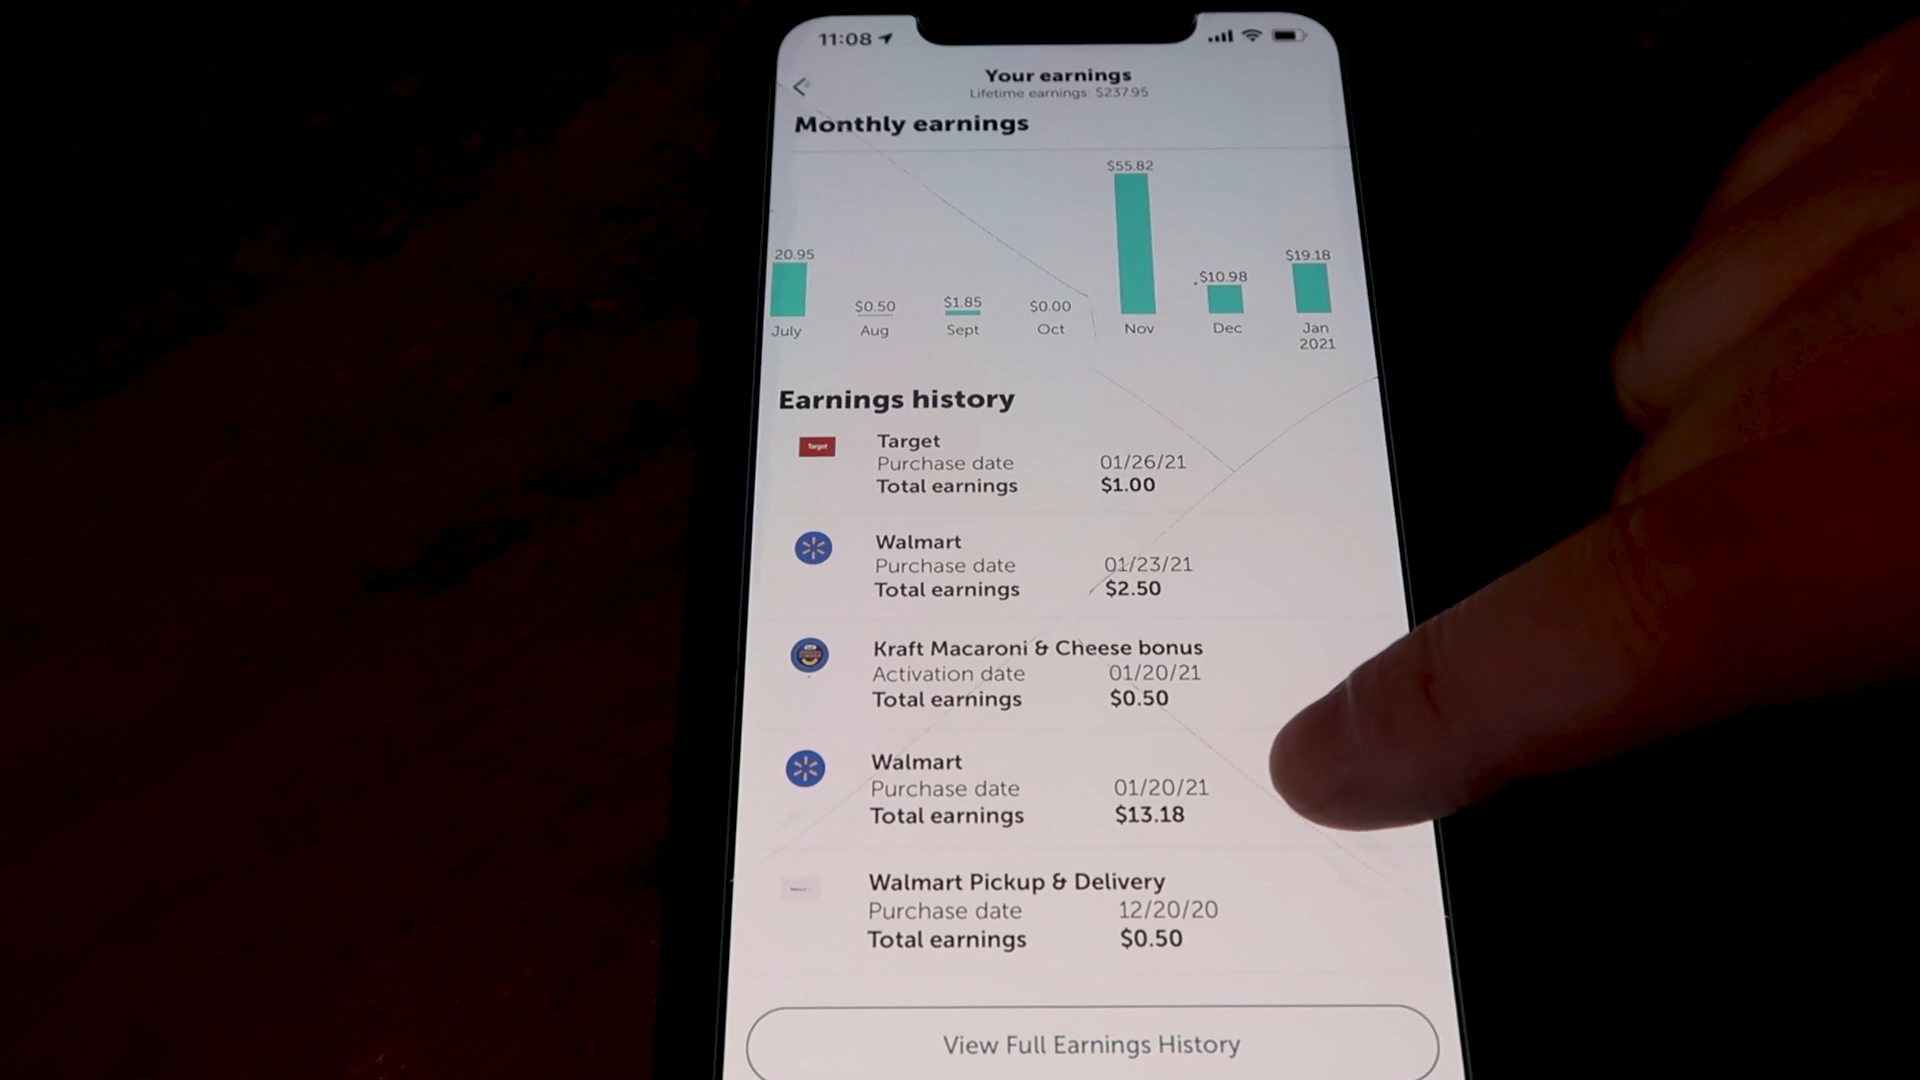 11:08
Your earnings
Lifetime earnings: $237.95
Monthly earnings
$55.82
20.95
$0.50
$1.85
$0.00
$10.98
$19.18
July Aug Sept Oct Nov Dec Jan
2021
Earnings history
Target
Target
Purchase date 01/26/21
Total earnings $1.00
Walmart
Purchase date 01/23/21
Total earnings $2.50
Kraft Macaroni & Cheese bonus
Activation date 01/20/21
Total earnings $0.50
Walmart
Purchase date 01/20/21
Total earnings $13.18
Walmart Pickup & Delivery
Purchase date 12/20/20
Total earnings $0.50
View Full Earnings History